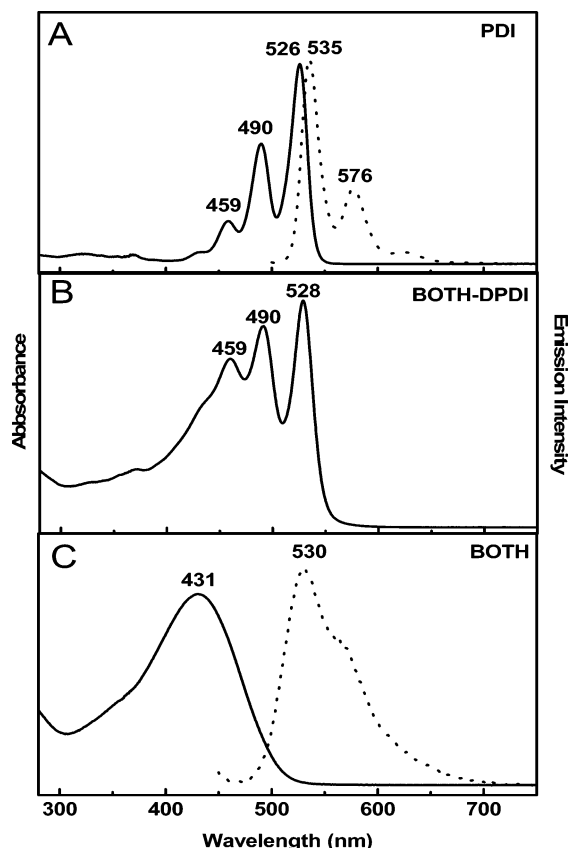 A
PDI
526 535
490
576
459
B
BOTH-DPDI
528
490
459
Abbsorbance
Emission Intensity
C
BOTH
530
431
300 400 500 600 700
Wavelength (nm)